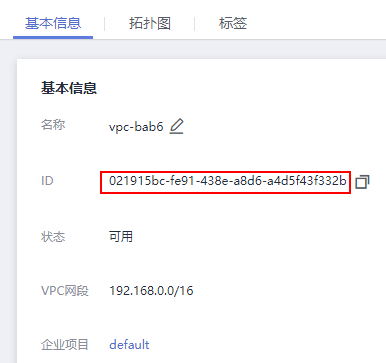 基本信息 拓扑图 标签
基本信息
名称 vpc-bab6
ID 021915bc-fe91-438e-a8d6-a4d5f43f332b
状态 可用
VPC网段 192.168.0.0/16
企业项目 default